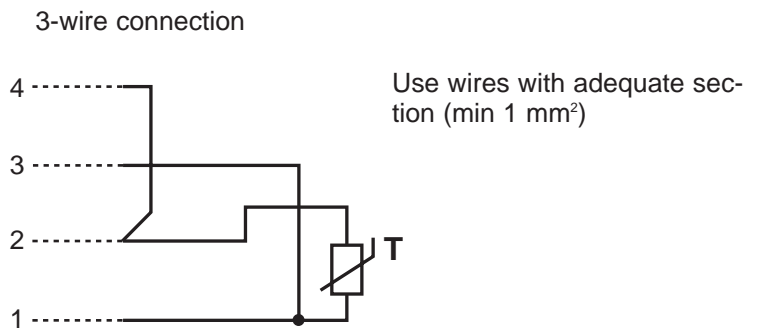 3-wire connection
4
Use wires with adequate sec-
tion (min 1 mm²)
3
2
T
1